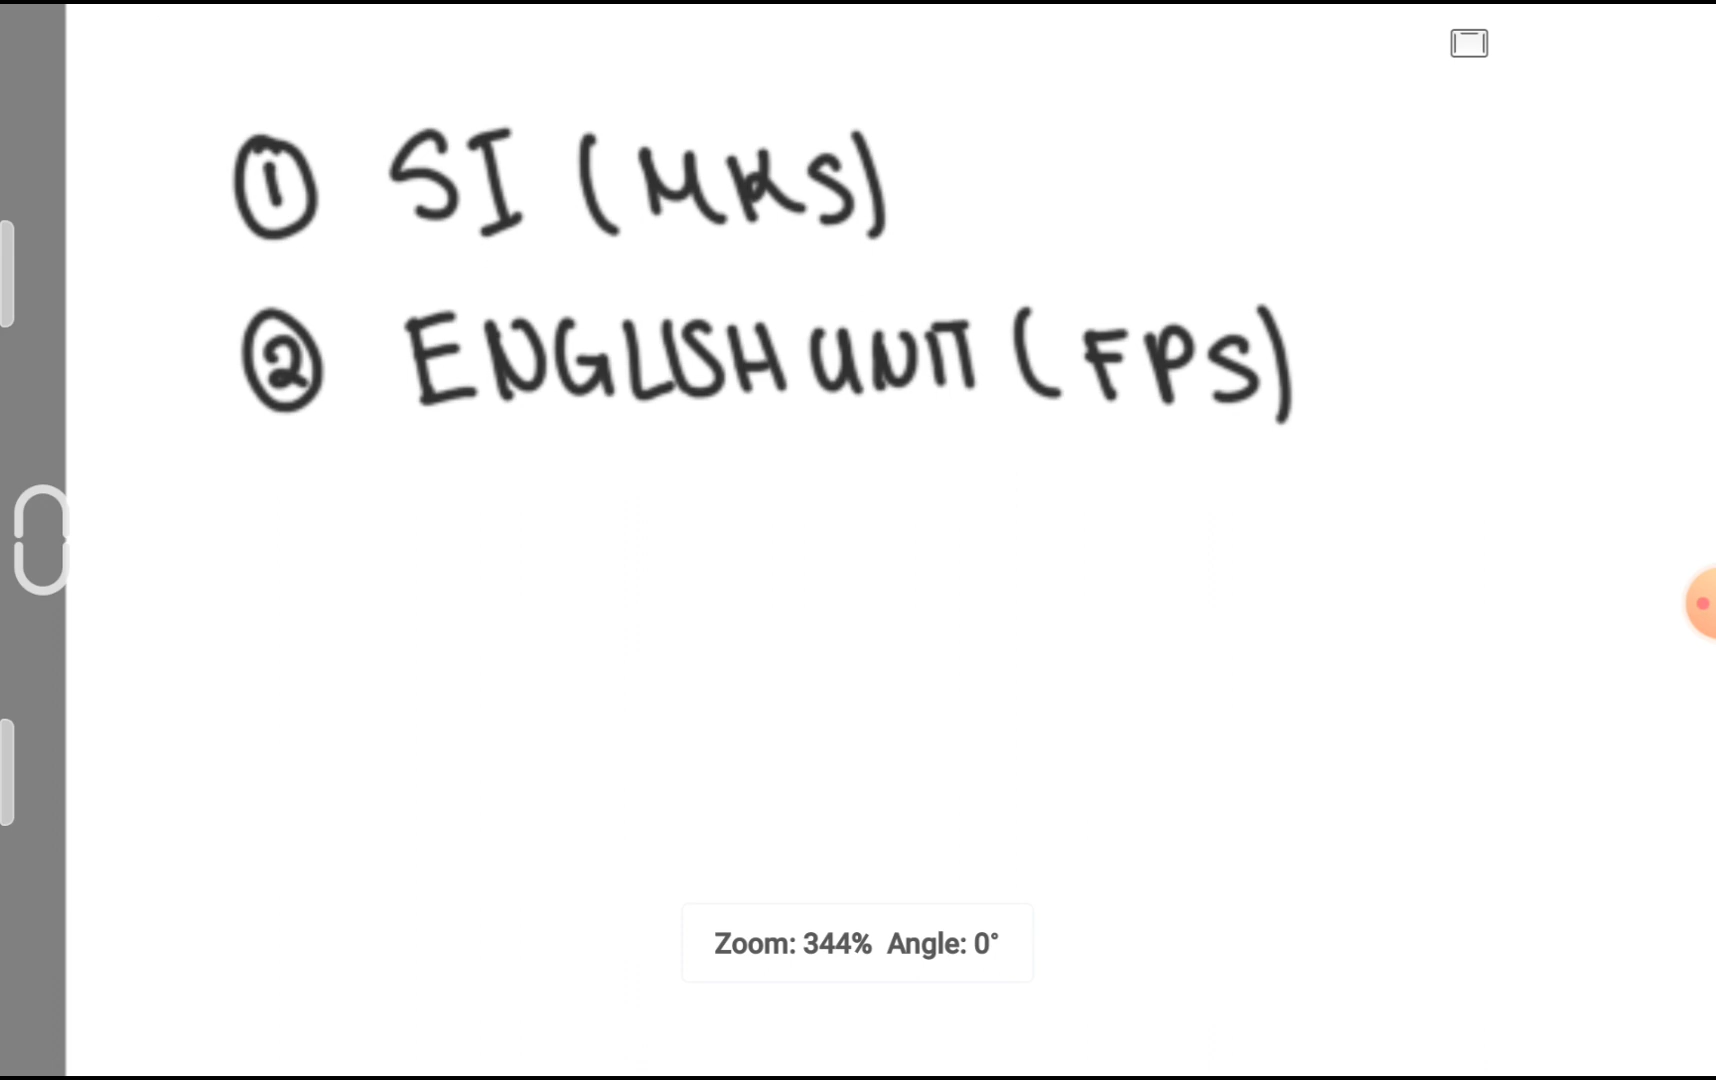 ① SI (MKS)
② ENGLISH UNIT (FPS)
Zoom: 344% Angle: 0°